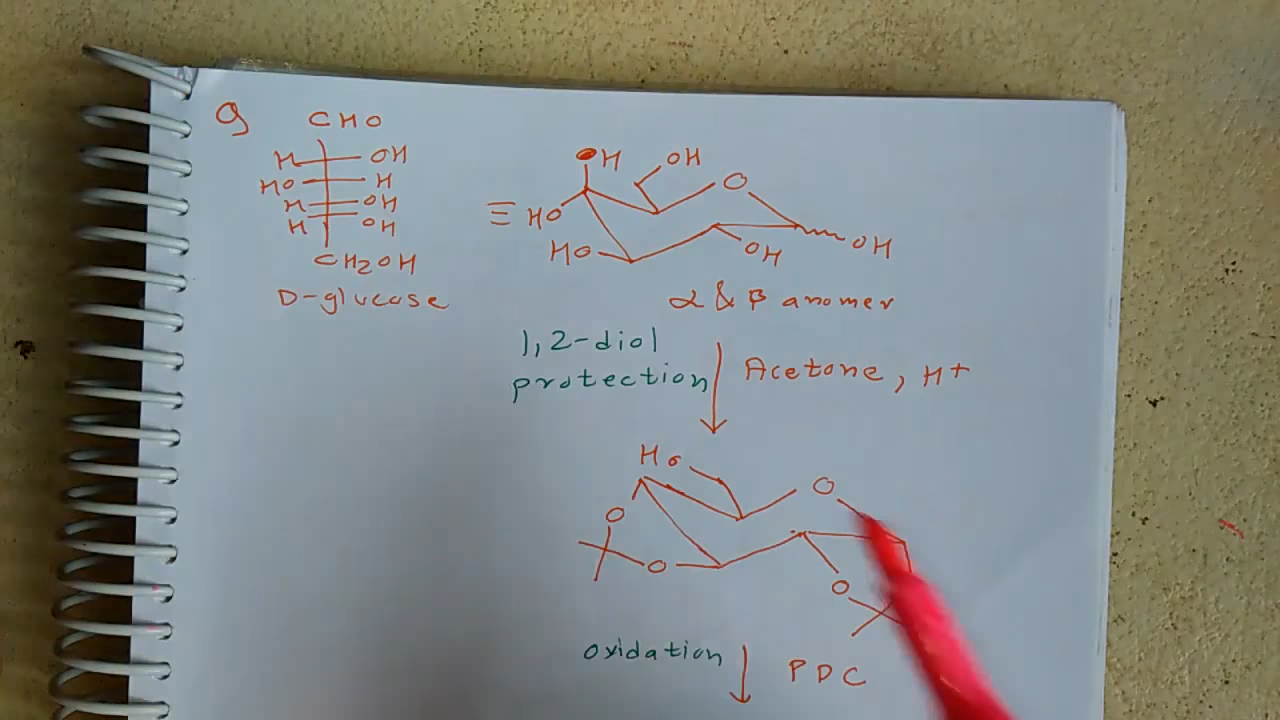 9
CHO
H OH
HO H
H OH
H OH
CH2OH
D-glucose
≡
OH OH O
HO
HO OH OH
α & β anomer
1,2-diol
protection
Acetone, H+
HO O
O
O O
oxidation PDC